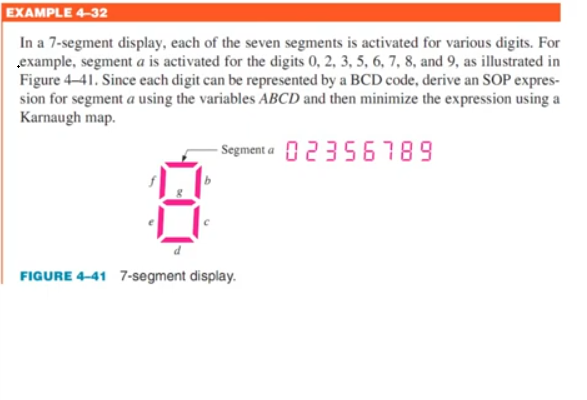 EXAMPLE 4–32
In a 7-segment display, each of the seven segments is activated for various digits. For
example, segment a is activated for the digits 0, 2, 3, 5, 6, 7, 8, and 9, as illustrated in
Figure 4–41. Since each digit can be represented by a BCD code, derive an SOP expres-
sion for segment a using the variables ABCD and then minimize the expression using a
Karnaugh map.
Segment a 0 2 3 5 6 7 8 9
f b
g
e c
d
FIGURE 4–41 7-segment display.